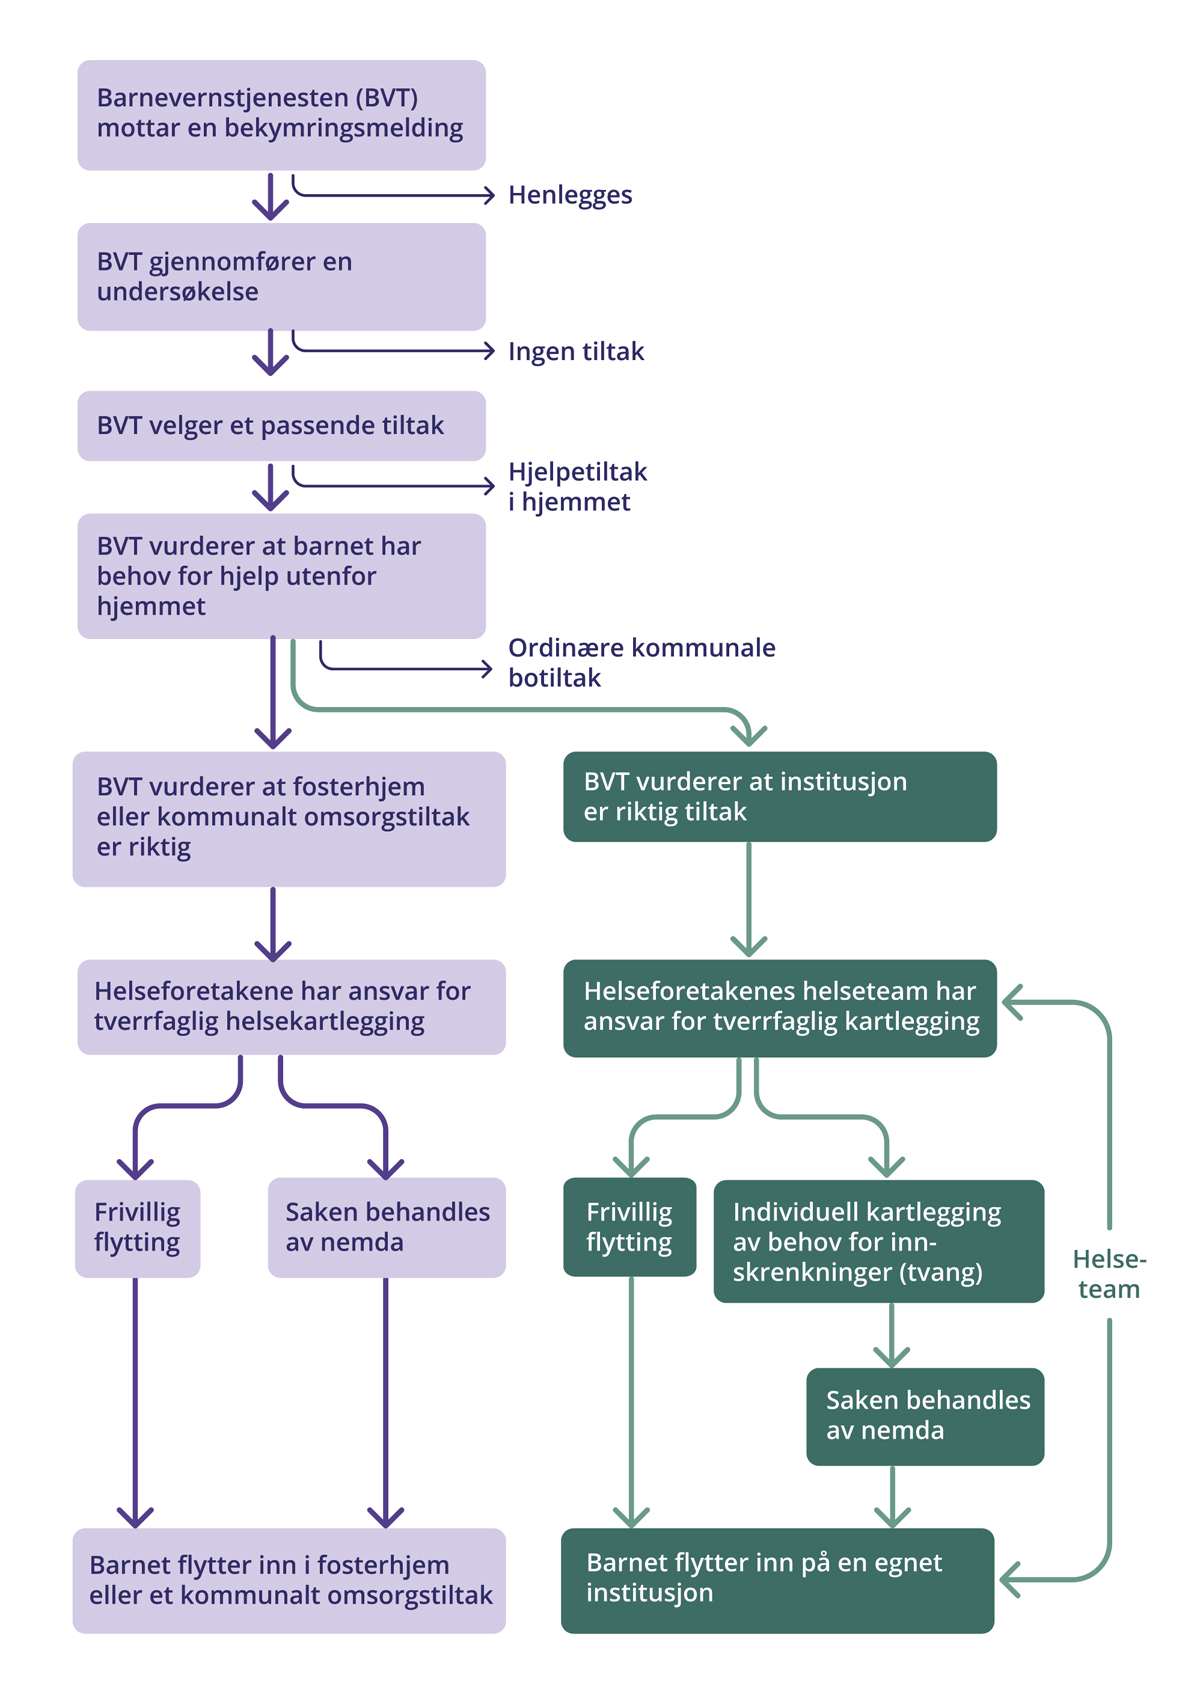 Barnevernstjenesten (BVT)
mottar en bekymringsmelding
Henlegges
BVT gjennomfører en
undersøkelse
Ingen tiltak
BVT velger et passende tiltak
Hjelpetiltak
i hjemmet
BVT vurderer at barnet har
behov for hjelp utenfor
hjemmet
Ordinære kommunale
botiltak
BVT vurderer at fosterhjem
eller kommunalt omsorgstiltak
er riktig
BVT vurderer at institusjon
er riktig tiltak
Helseforetakene har ansvar for
tverrfaglig helsekartlegging
Helseforetakenes helseteam har
ansvar for tverrfaglig kartlegging
Frivillig
flytting
Saken behandles
av nemda
Frivillig
flytting
Individuell kartlegging
av behov for inn-
skrenkninger (tvang)
Helse-
team
Saken behandles
av nemda
Barnet flytter inn i fosterhjem
eller et kommunalt omsorgstiltak
Barnet flytter inn på en egnet
institusjon